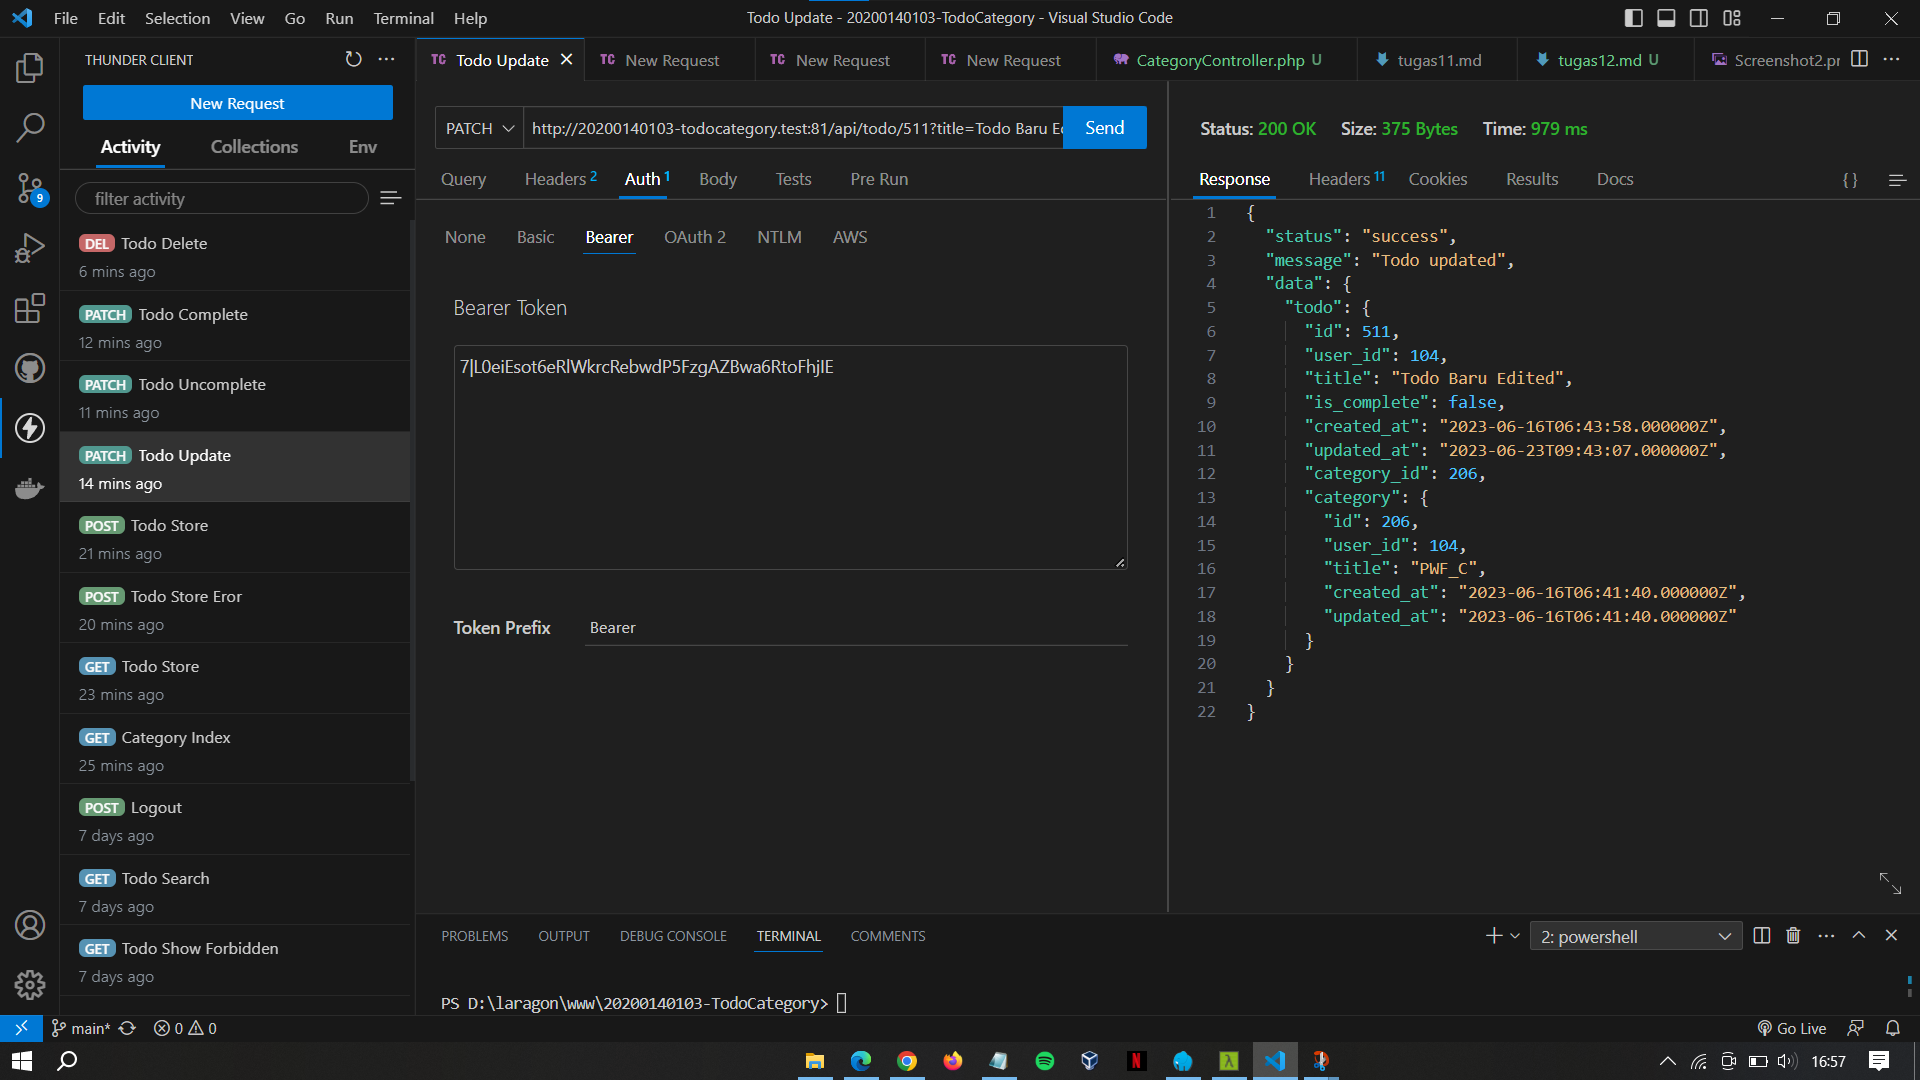 File Edit Selection View Go Run Terminal Help
Todo Update - 20200140103-TodoCategory - Visual Studio Code
THUNDER CLIENT
New Request
Activity Collections Env
filter activity
DEL Todo Delete
6 mins ago
PATCH Todo Complete
12 mins ago
PATCH Todo Uncomplete
11 mins ago
PATCH Todo Update
14 mins ago
POST Todo Store
21 mins ago
POST Todo Store Eror
20 mins ago
GET Todo Store
23 mins ago
GET Category Index
25 mins ago
POST Logout
7 days ago
GET Todo Search
7 days ago
GET Todo Show Forbidden
7 days ago
9
TC Todo Update
TC New Request
TC New Request
TC New Request
CategoryController.php U
tugas11.md
tugas12.md U
Screenshot2.pr
PATCH http://20200140103-todocategory.test:81/api/todo/511?title=Todo Baru Ec Send
Query Headers 2 Auth 1 Body Tests Pre Run
None Basic Bearer OAuth 2 NTLM AWS
Bearer Token
7|L0eiEsot6eRlWkrcRebwdP5FzgAZBwa6RtoFhjIE
Token Prefix Bearer
Status: 200 OK Size: 375 Bytes Time: 979 ms
Response Headers 11 Cookies Results Docs { }
1 {
2 "status": "success",
3 "message": "Todo updated",
4 "data": {
5 "todo": {
6 "id": 511,
7 "user_id": 104,
8 "title": "Todo Baru Edited",
9 "is_complete": false,
10 "created_at": "2023-06-16T06:43:58.000000Z",
11 "updated_at": "2023-06-23T09:43:07.000000Z",
12 "category_id": 206,
13 "category": {
14 "id": 206,
15 "user_id": 104,
16 "title": "PWF_C",
17 "created_at": "2023-06-16T06:41:40.000000Z",
18 "updated_at": "2023-06-16T06:41:40.000000Z"
19 }
20 }
21 }
22 }
PROBLEMS OUTPUT DEBUG CONSOLE TERMINAL COMMENTS
2: powershell
PS D:\laragon\www\20200140103-TodoCategory>
main* 0 0
Go Live
16:57